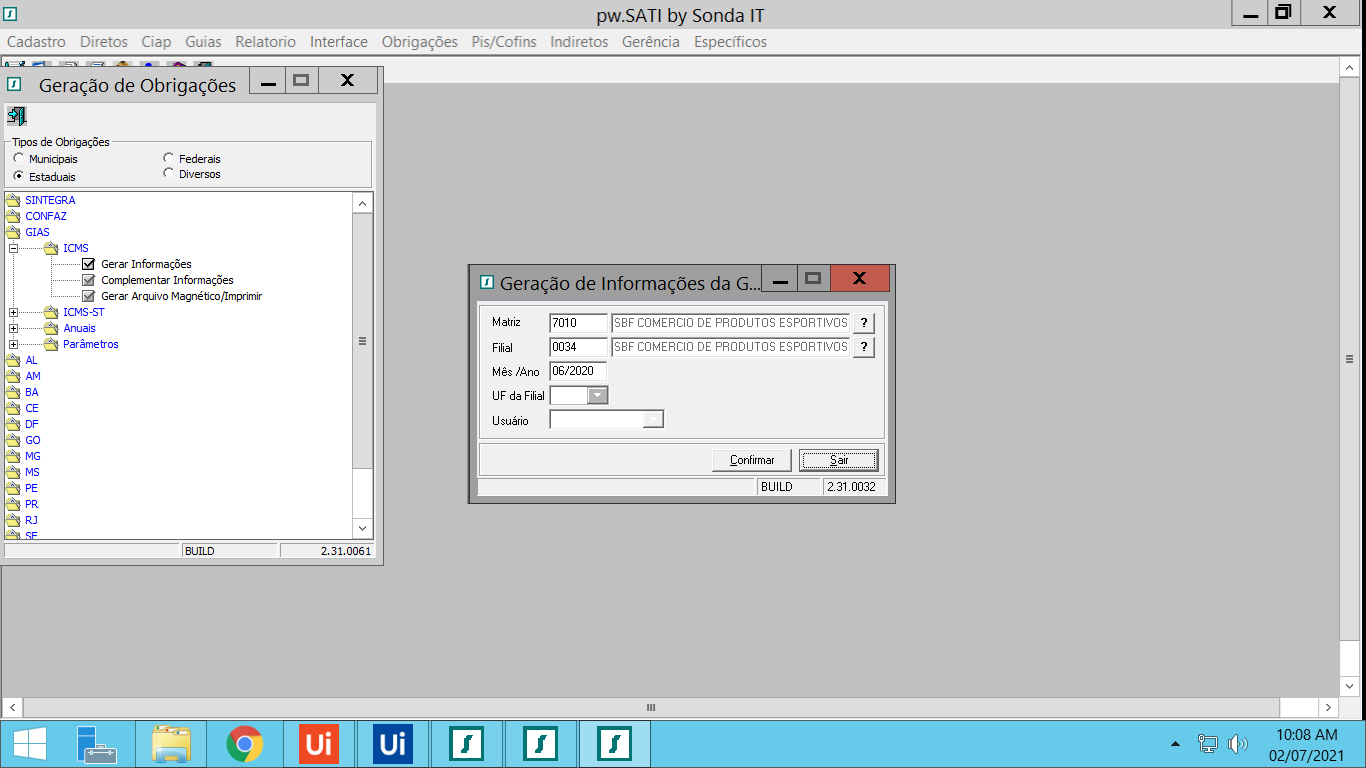 pw.SATI by Sonda IT
Cadastro Diretos Ciap Guias Relatorio Interface Obrigações Pis/Cofins Indiretos Gerência Específicos
Geração de Obrigações
Tipos de Obrigações
Municipais Federais
Estaduais Diversos
SINTEGRA
CONFAZ
GIAS
ICMS
Gerar Informações
Complementar Informações
Gerar Arquivo Magnético/Imprimir
ICMS-ST
Anuais
Parâmetros
AL
AM
BA
CE
DF
GO
MG
MS
PE
PR
RJ
SE
BUILD 2.31.0061
Geração de Informações da G...
Matriz 7010 SBF COMERCIO DE PRODUTOS ESPORTIVOS ?
Filial 0034 SBF COMERCIO DE PRODUTOS ESPORTIVOS ?
Mês /Ano 06/2020
UF da Filial
Usuário
Confirmar Sair
BUILD 2.31.0032
Ui Ui
10:08 AM
02/07/2021